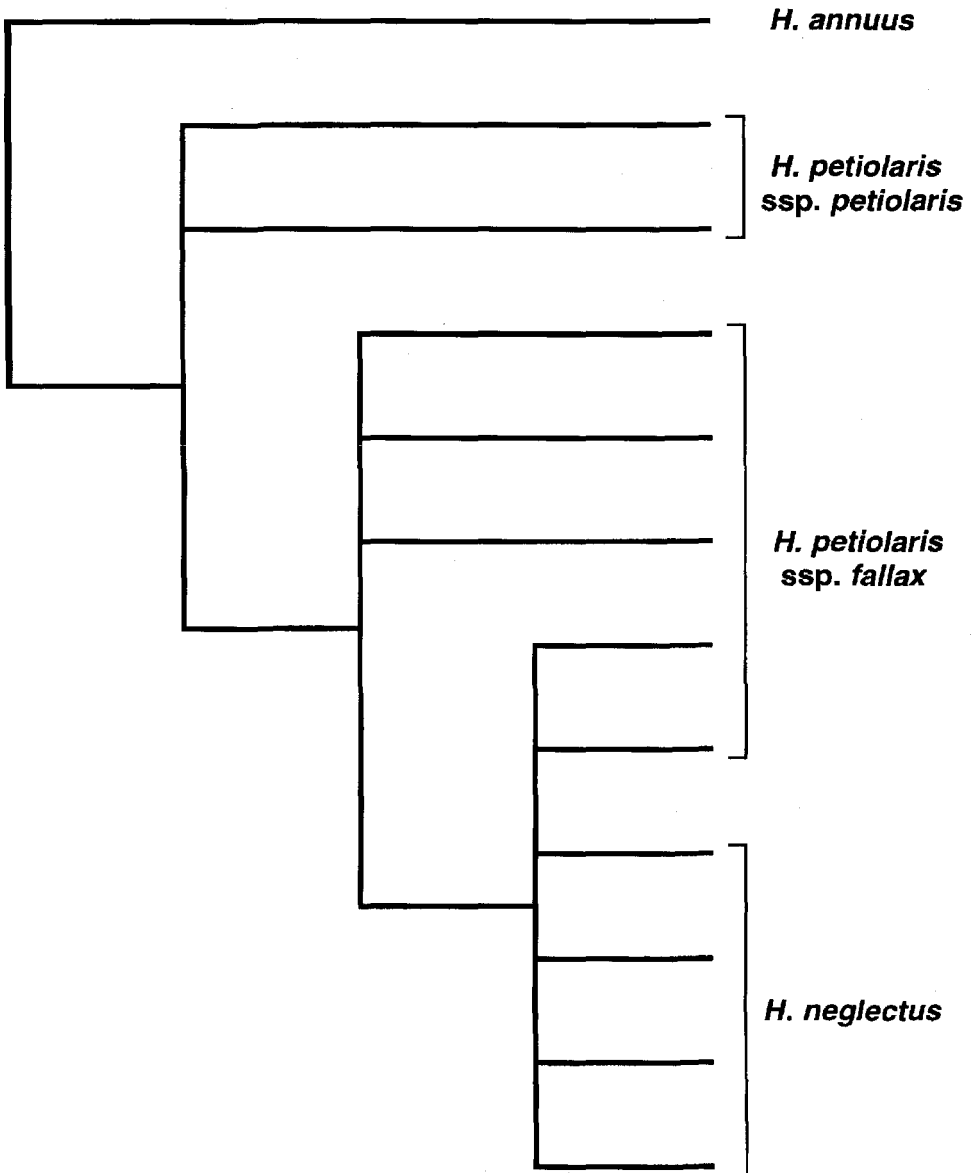 H. annuus
H. petiolaris
ssp. petiolaris
H. petiolaris
ssp. fallax
H. neglectus